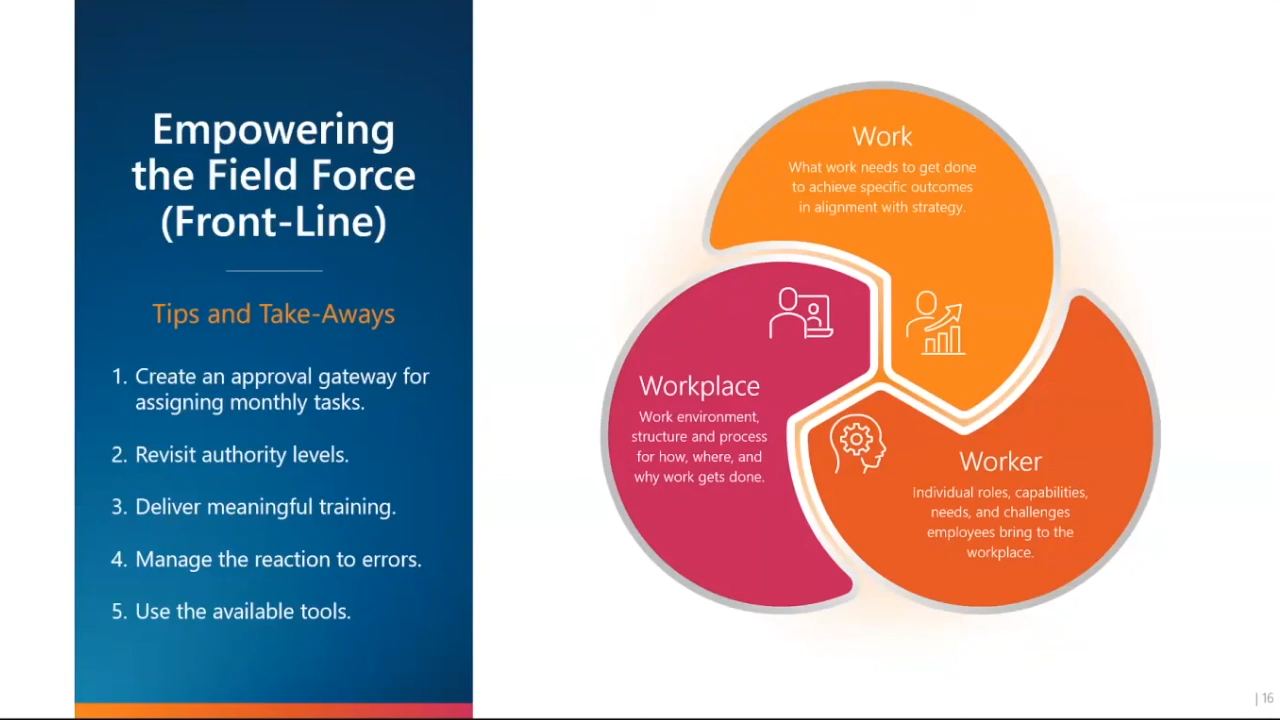 Empowering
the Field Force
(Front-Line)
Tips and Take-Aways
1. Create an approval gateway for
assigning monthly tasks.
2. Revisit authority levels.
3. Deliver meaningful training.
4. Manage the reaction to errors.
5. Use the available tools.
Work
What work needs to get done
to achieve specific outcomes
in alignment with strategy.
Workplace
Work environment,
structure and process
for how, where, and
why work gets done.
Worker
Individual roles, capabilities,
needs, and challenges
employees bring to the
workplace.
| 16